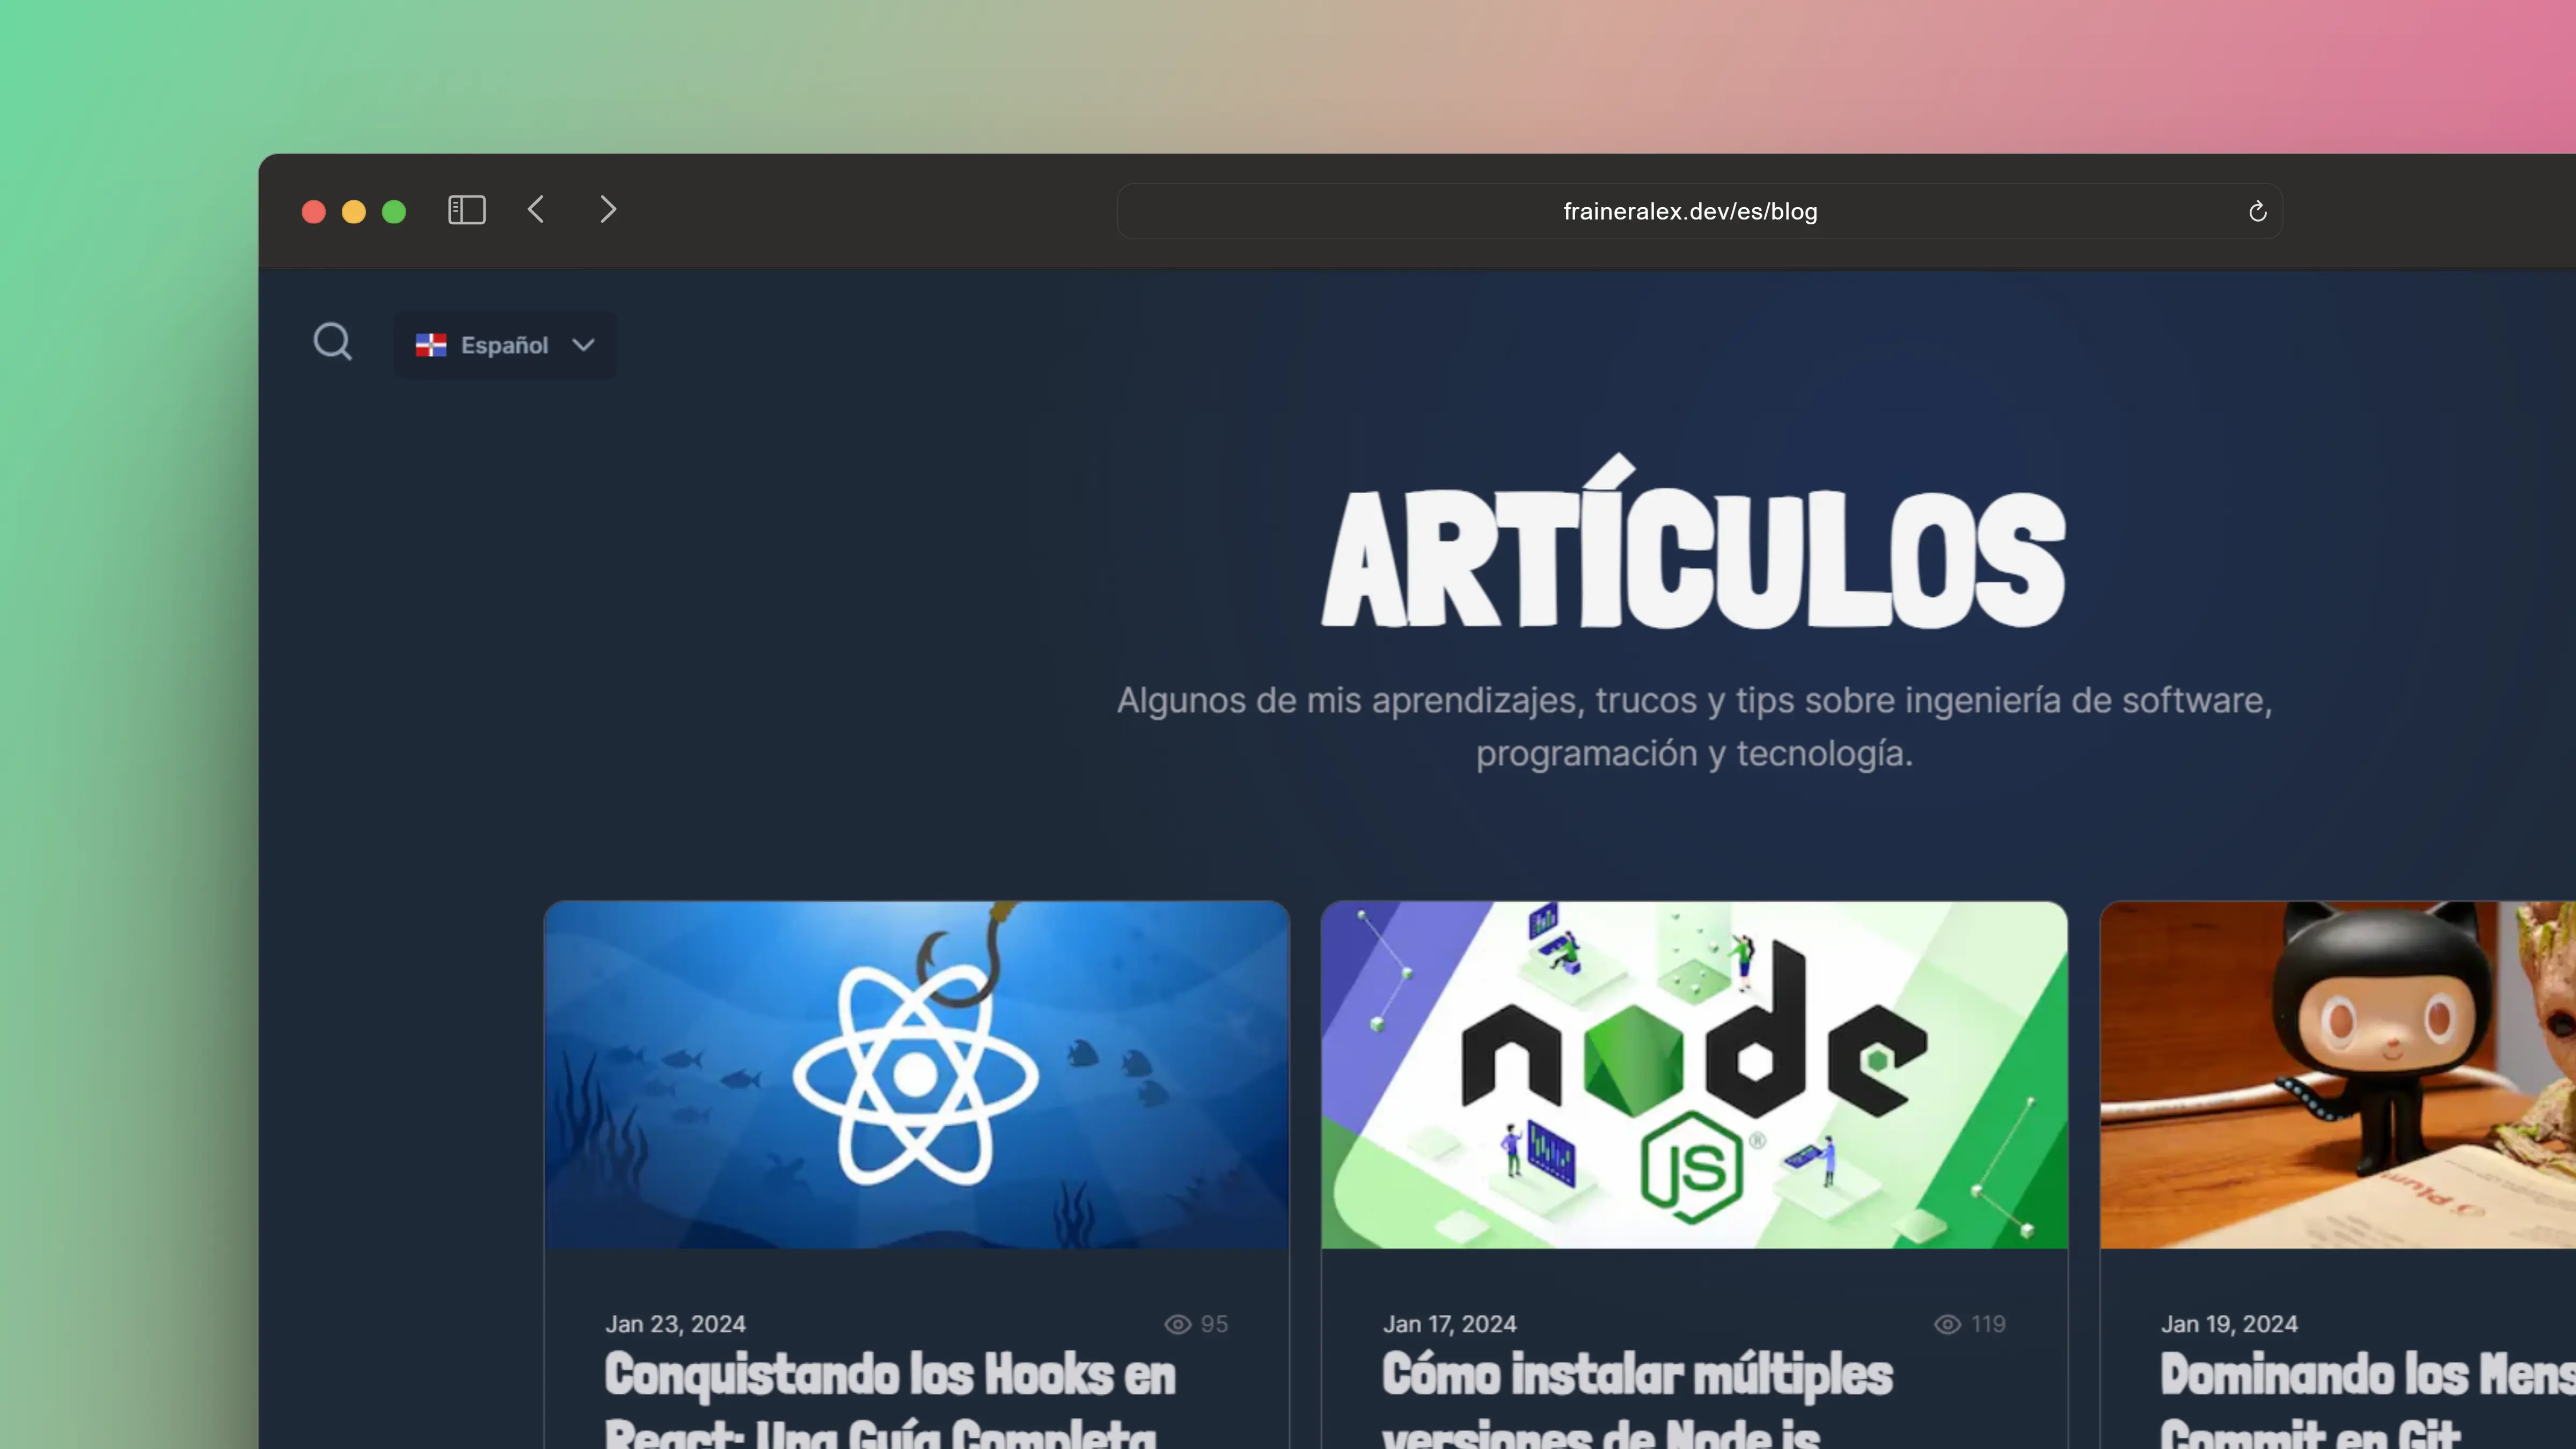 fraineralex.dev/es/blog
Español
ARTÍCULOS
Algunos de mis aprendizajes, trucos y tips sobre ingeniería de software,
programación y tecnología.
node
JS
®
Jan 23, 2024
95
Conquistando los Hooks en
React: Una Guía Completa
Jan 17, 2024
119
Cómo instalar múltiples
versiones de Node js
Jan 19, 2024
Dominando los Mens
Commit en Git